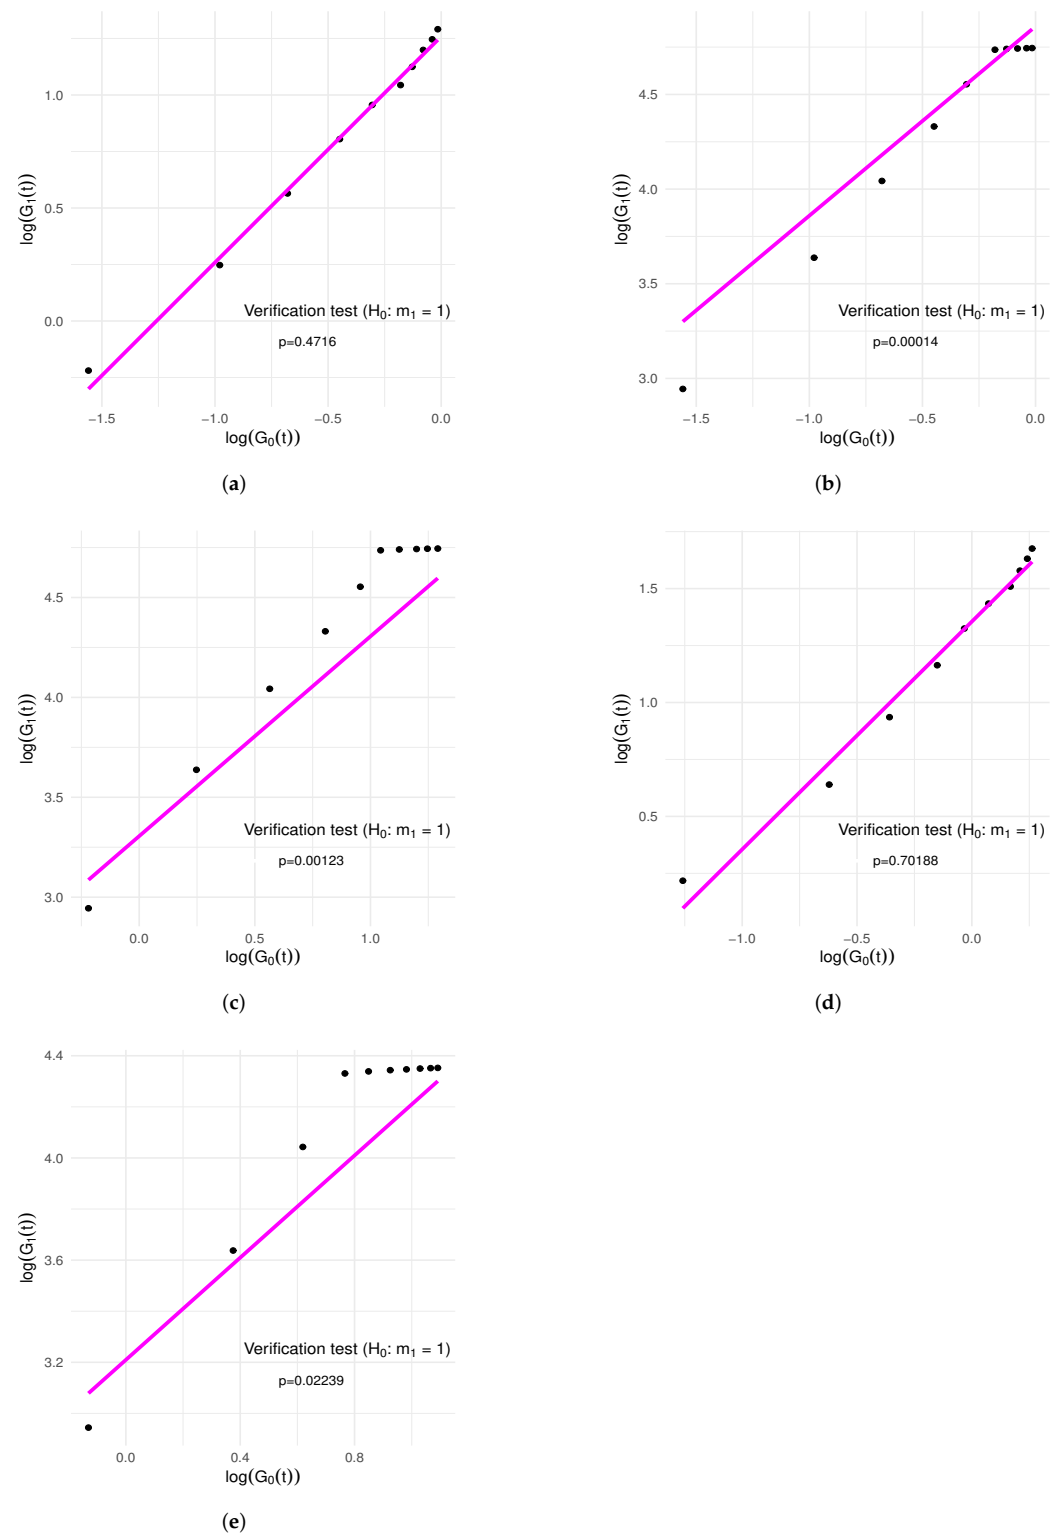 log(G₁(t))
1.0
0.5
0.0
Verification test (H₀: m₁ = 1)
p=0.4716
−1.5 −1.0 −0.5 0.0
log(G₀(t))
(a)
log(G₁(t))
4.5
4.0
3.5
3.0
Verification test (H₀: m₁ = 1)
p=0.00014
−1.5 −1.0 −0.5 0.0
log(G₀(t))
(b)
log(G₁(t))
4.5
4.0
3.5
3.0
Verification test (H₀: m₁ = 1)
p=0.00123
0.0 0.5 1.0
log(G₀(t))
(c)
log(G₁(t))
1.5
1.0
0.5
Verification test (H₀: m₁ = 1)
p=0.70188
−1.0 −0.5 0.0
log(G₀(t))
(d)
log(G₁(t))
4.4
4.0
3.6
3.2
Verification test (H₀: m₁ = 1)
p=0.02239
0.0 0.4 0.8
log(G₀(t))
(e)